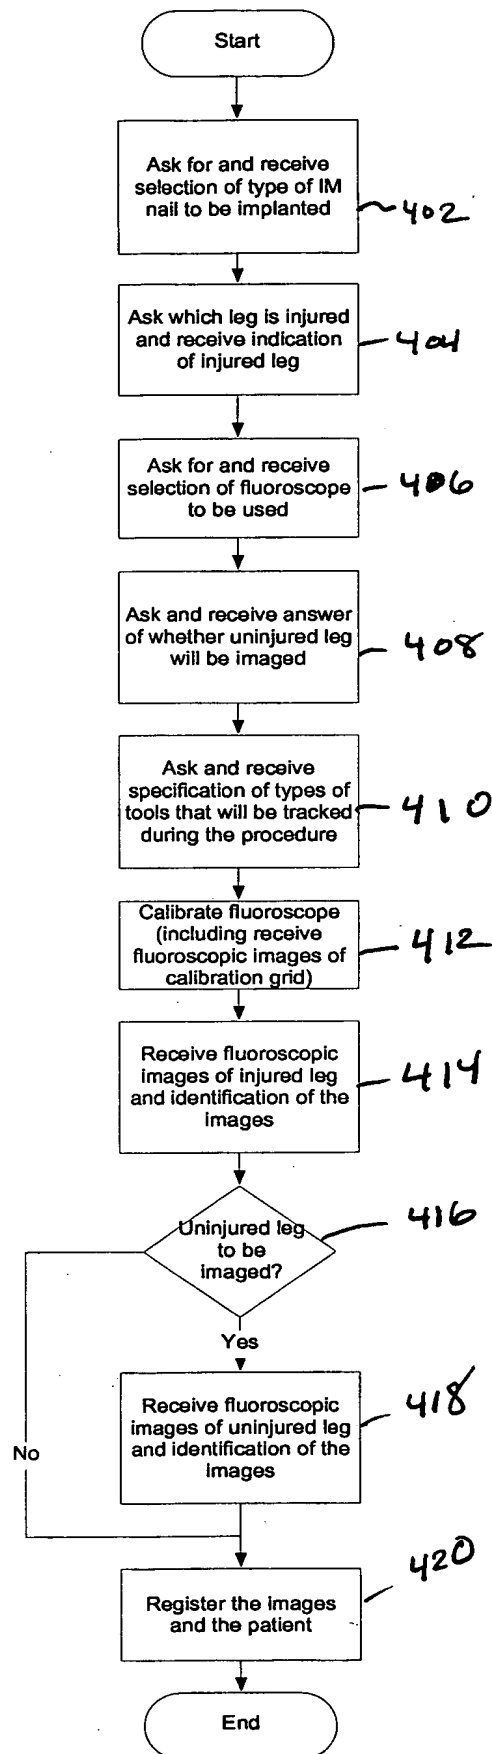 Start
Ask for and receive
selection of type of IM
nail to be implanted
402
Ask which leg is injured
and receive indication
of injured leg
404
Ask for and receive
selection of fluoroscope
to be used
406
Ask and receive answer
of whether uninjured leg
will be imaged
408
Ask and receive
specification of types of
tools that will be tracked
during the procedure
410
Calibrate fluoroscope
(including receive
fluoroscopic images of
calibration grid)
412
Receive fluoroscopic
images of injured leg
and identification of the
images
414
Uninjured leg
to be
imaged?
416
Yes
Receive fluoroscopic
images of uninjured leg
and identification of the
images
418
No
Register the images
and the patient
420
End